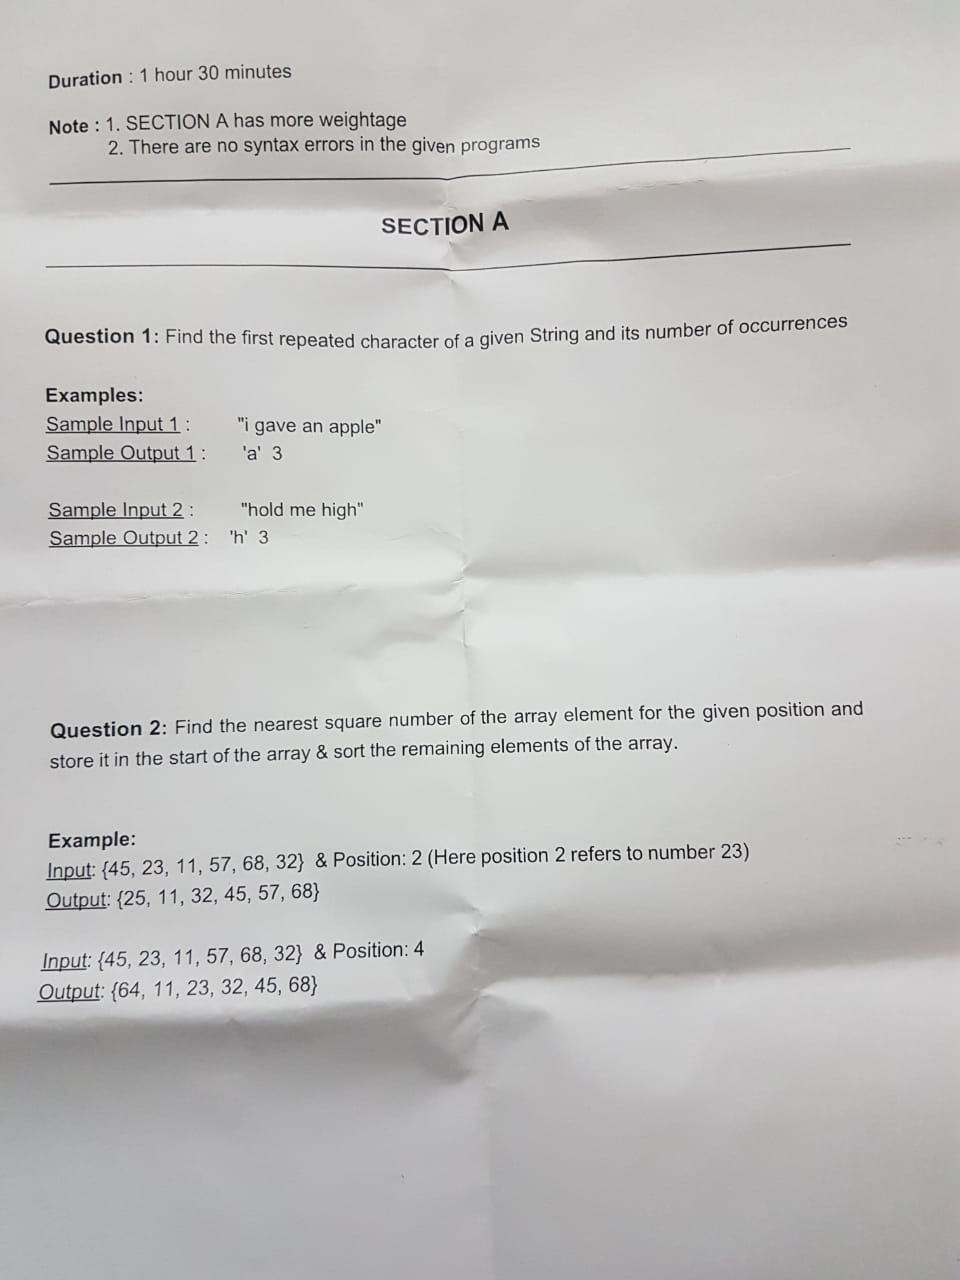 Duration : 1 hour 30 minutes
Note : 1. SECTION A has more weightage
2. There are no syntax errors in the given programs
SECTION A
Question 1: Find the first repeated character of a given String and its number of occurrences
Examples:
Sample Input 1 : "i gave an apple"
Sample Output 1 : 'a' 3
Sample Input 2 : "hold me high"
Sample Output 2 : 'h' 3
Question 2: Find the nearest square number of the array element for the given position and
store it in the start of the array & sort the remaining elements of the array.
Example:
Input: {45, 23, 11, 57, 68, 32} & Position: 2 (Here position 2 refers to number 23)
Output: {25, 11, 32, 45, 57, 68}
Input: {45, 23, 11, 57, 68, 32} & Position: 4
Output: {64, 11, 23, 32, 45, 68}